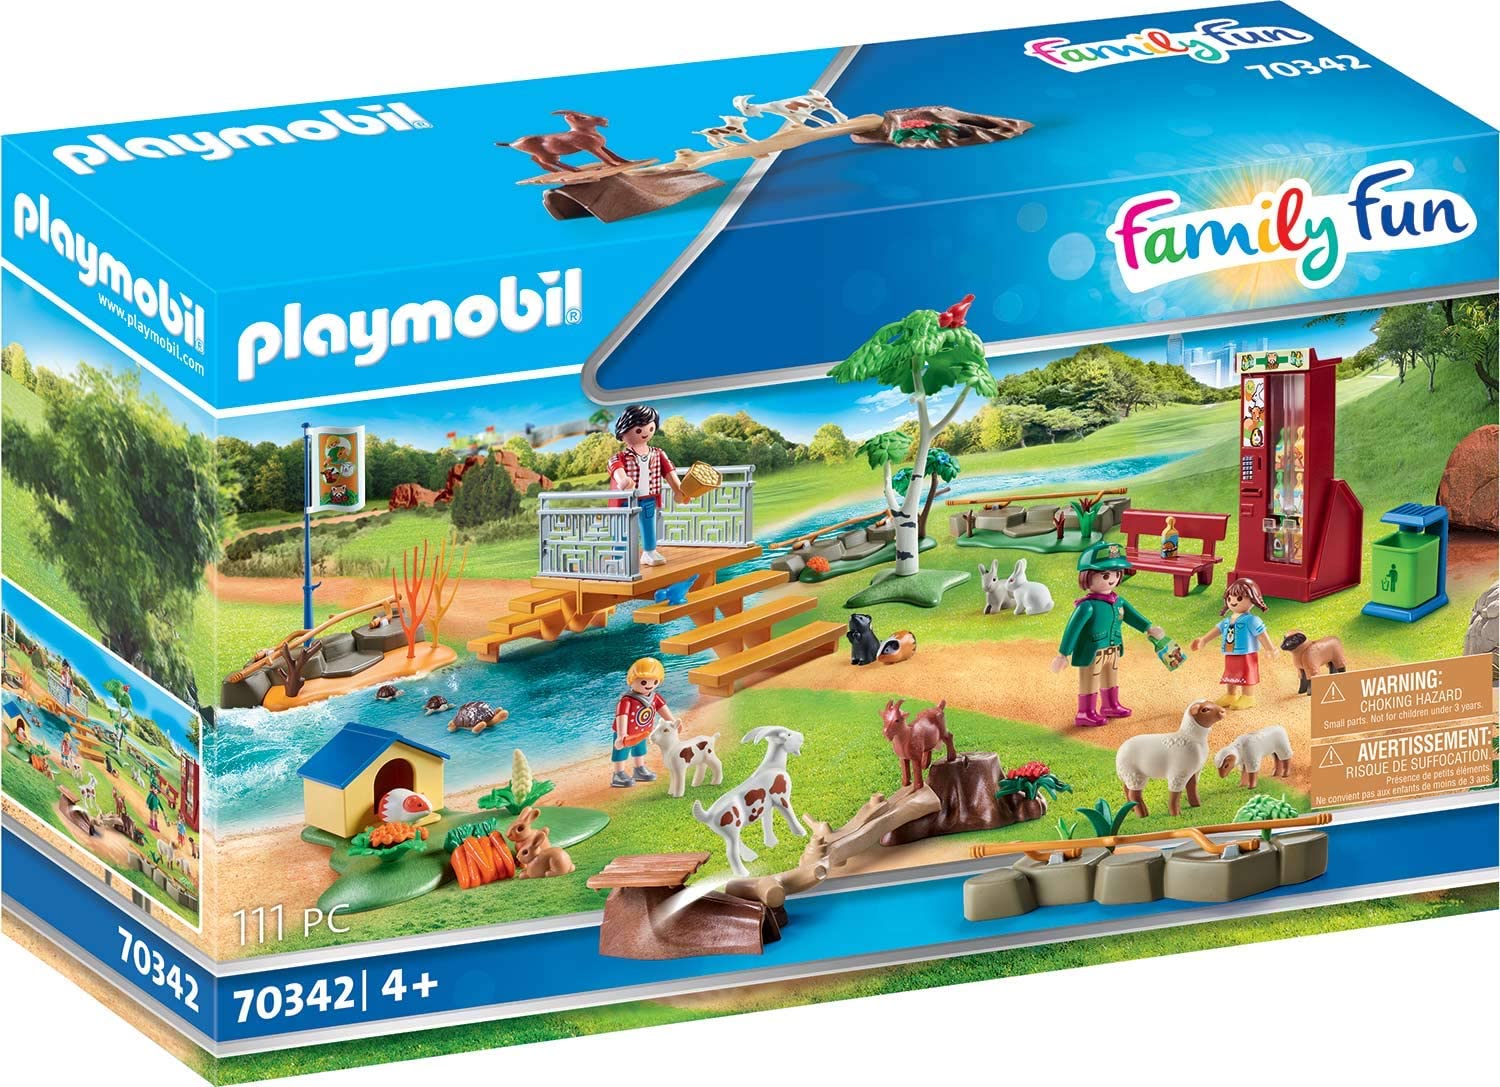 playmobil
Family Fun
70342
playmobil
www.playmobil.com
playmobil®
Family Fun
WARNING:
CHOKING HAZARD
Small parts. Not for children under 3 years.
AVERTISSEMENT:
RISQUE DE SUFFOCATION.
Présence de petits éléments.
Ne convient pas aux enfants de moins de 3 ans.
111 PC
70342
70342 | 4+